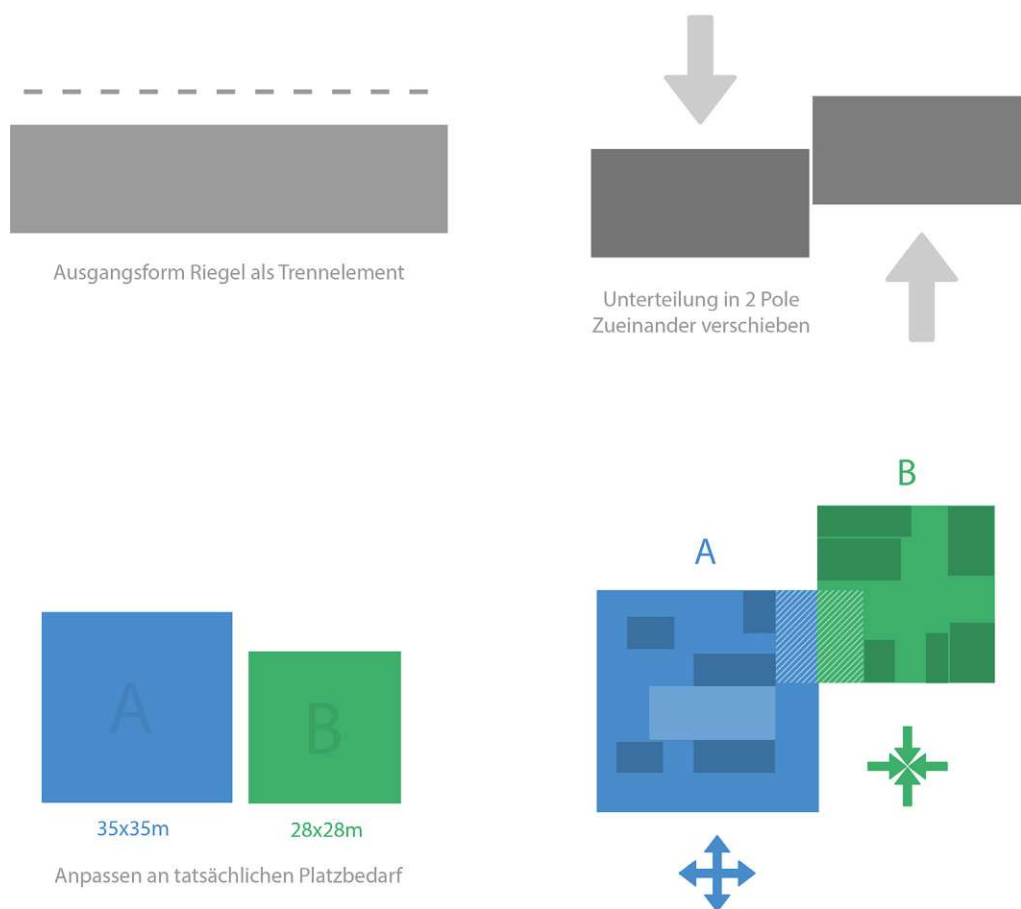 Ausgangsform Riegel als Trennelement
Unterteilung in 2 Pole
Zueinander verschieben
A
B
35x35m
28x28m
Anpassen an tatsächlichen Platzbedarf
A
B